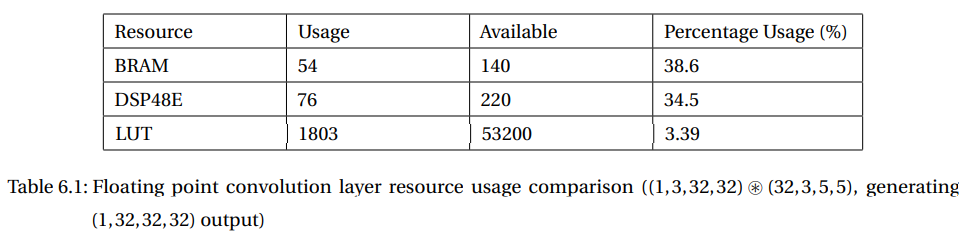 Resource Usage Available Percentage Usage (%)
BRAM 54 140 38.6
DSP48E 76 220 34.5
LUT 1803 53200 3.39
Table 6.1: Floating point convolution layer resource usage comparison ((1,3,32,32) ⊛ (32,3,5,5), generating
(1,32,32,32) output)